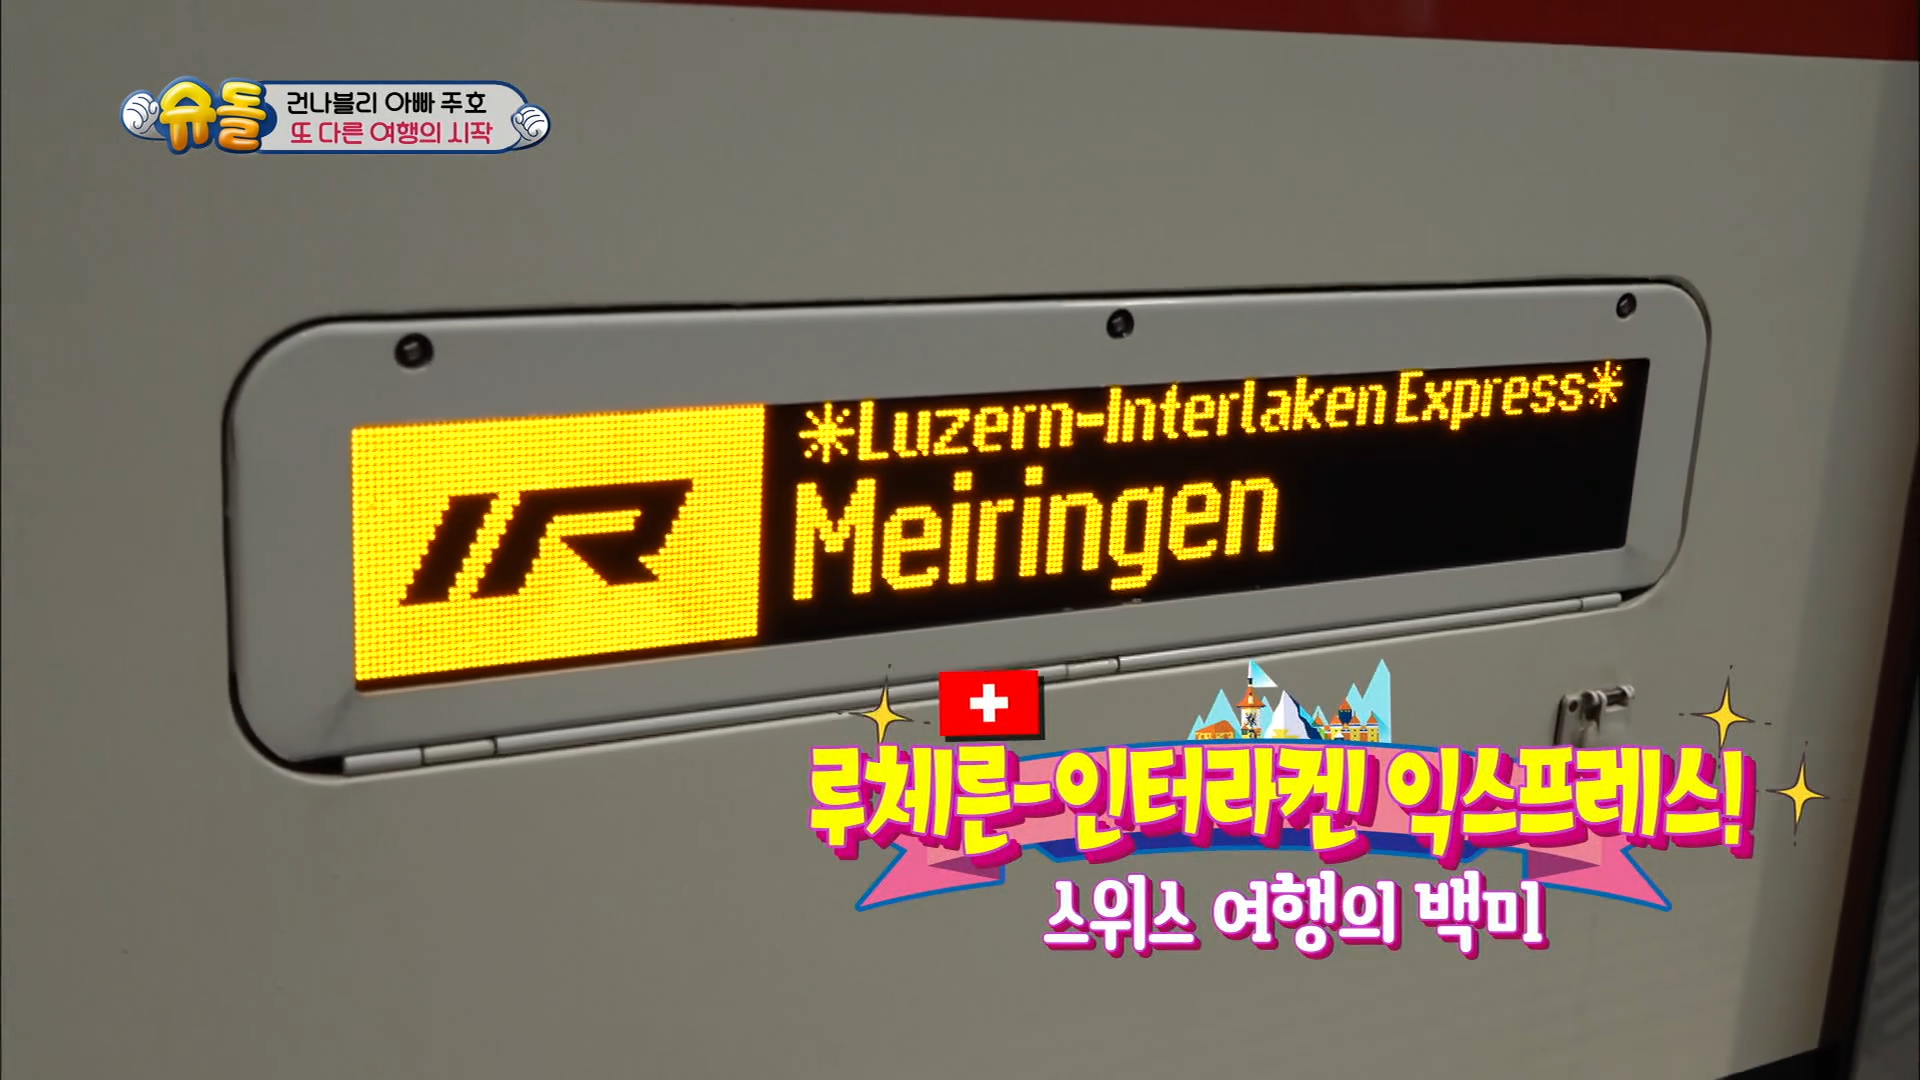 슈돌
건나블리 아빠 주호
또 다른 여행의 시작
*Luzern-Interlaken Express*
IR
Meiringen
루체른-인터라켄 익스프레스!
스위스 여행의 백미